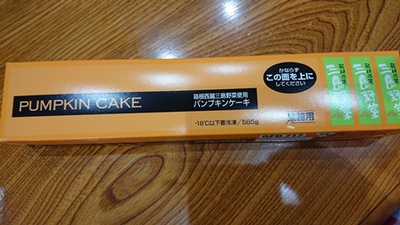 PUMPKIN CAKE
箱根西麓三島野菜使用
パンプキンケーキ
-18℃以下要冷凍/585g
かならず
この面を上に
してください
業務用